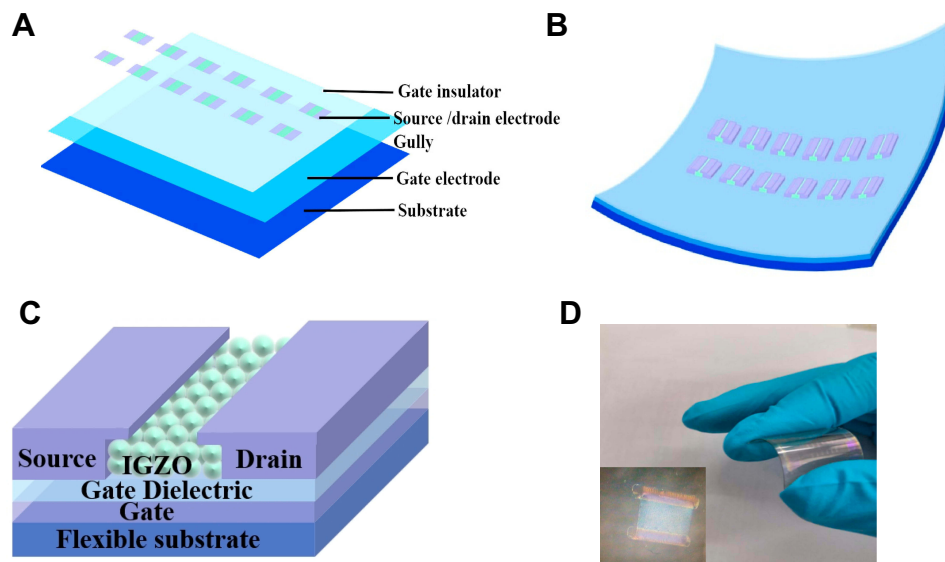 A
Gate insulator
Source /drain electrode
Gully
Gate electrode
Substrate
B
C
Source
IGZO
Drain
Gate Dielectric
Gate
Flexible substrate
D